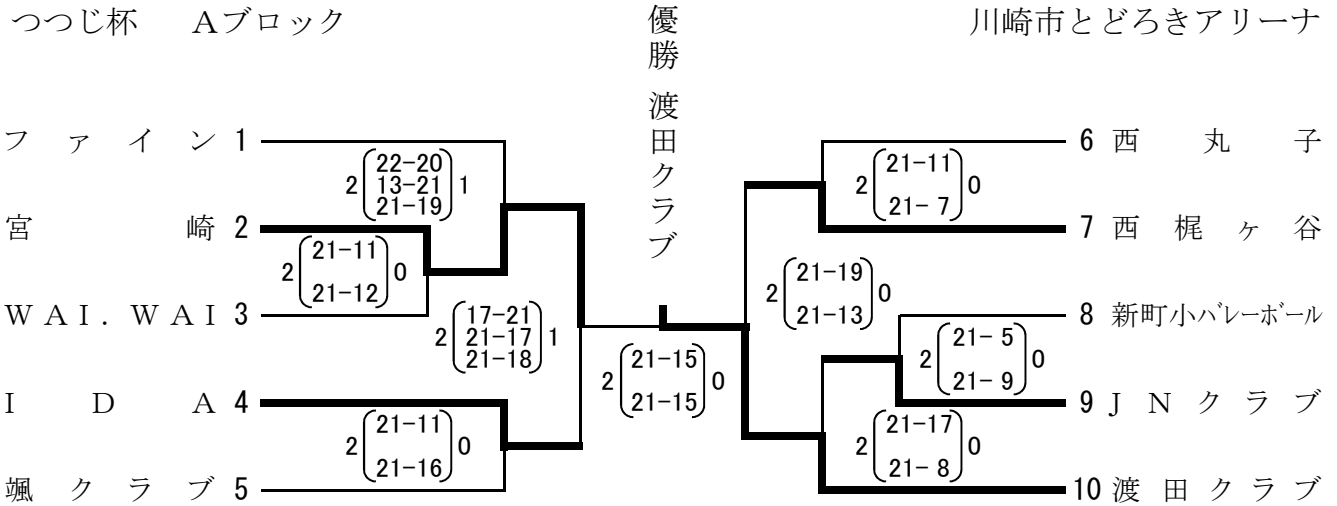 つつじ杯 Aブロック
優勝 渡田クラブ
川崎市とどろきアリーナ
ファイン 1
2 22-20 1
13-21
21-19
宮崎 2
2 21-11 0
21-12
WAI. WAI 3
2 17-21 1
21-17
21-18
IDA 4
2 21-11 0
21-16
颯クラブ 5
2 21-15 0
21-15
6 西丸子
2 21-11 0
21- 7
7 西梶ヶ谷
2 21-19 0
21-13
8 新町小バレーボール
2 21- 5 0
21- 9
9 JNクラブ
2 21-17 0
21- 8
10 渡田クラブ